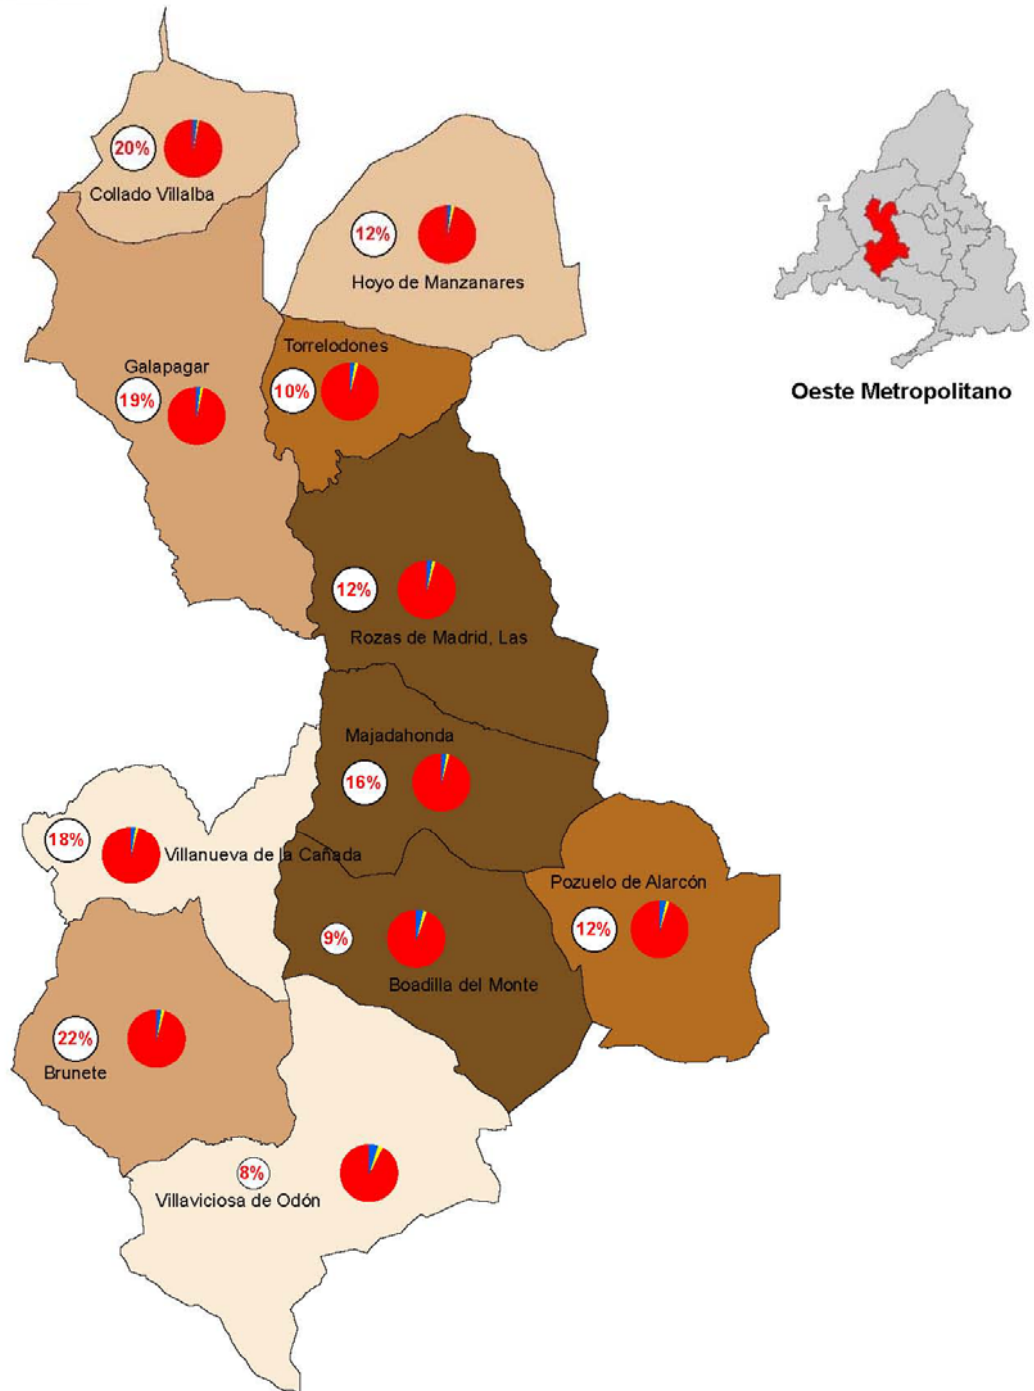 20%
Collado Villalba
12%
Hoyo de Manzanares
Torrelodones
10%
Galapagar
19%
Oeste Metropolitano
12%
Rozas de Madrid, Las
Majadahonda
16%
18%
Villanueva de la Cañada
Pozuelo de Alarcón
12%
9%
Boadilla del Monte
22%
Brunete
8%
Villaviciosa de Odón